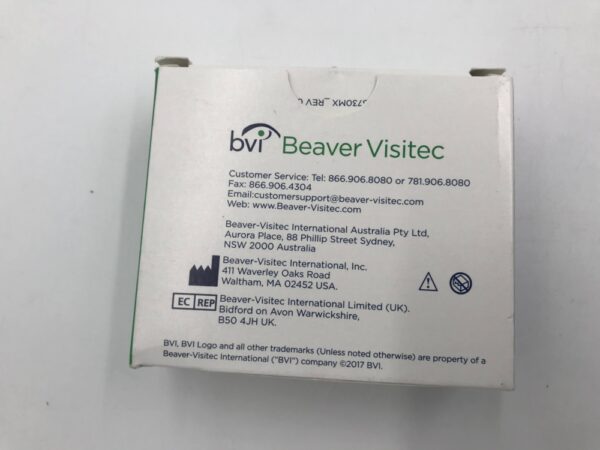 5730MX_REV
bvi Beaver Visitec
Customer Service: Tel: 866.906.8080 or 781.906.8080
Fax: 866.906.4304
Email:customersupport@beaver-visitec.com
Web: www.Beaver-Visitec.com
Beaver-Visitec International Australia Pty Ltd,
Aurora Place, 88 Phillip Street Sydney,
NSW 2000 Australia
Beaver-Visitec International, Inc.
411 Waverley Oaks Road
Waltham, MA 02452 USA.
EC REP Beaver-Visitec International Limited (UK).
Bidford on Avon Warwickshire,
B50 4JH UK.
BVI, BVI Logo and all other trademarks (Unless noted otherwise) are property of a
Beaver-Visitec International ("BVI") company ©2017 BVI.